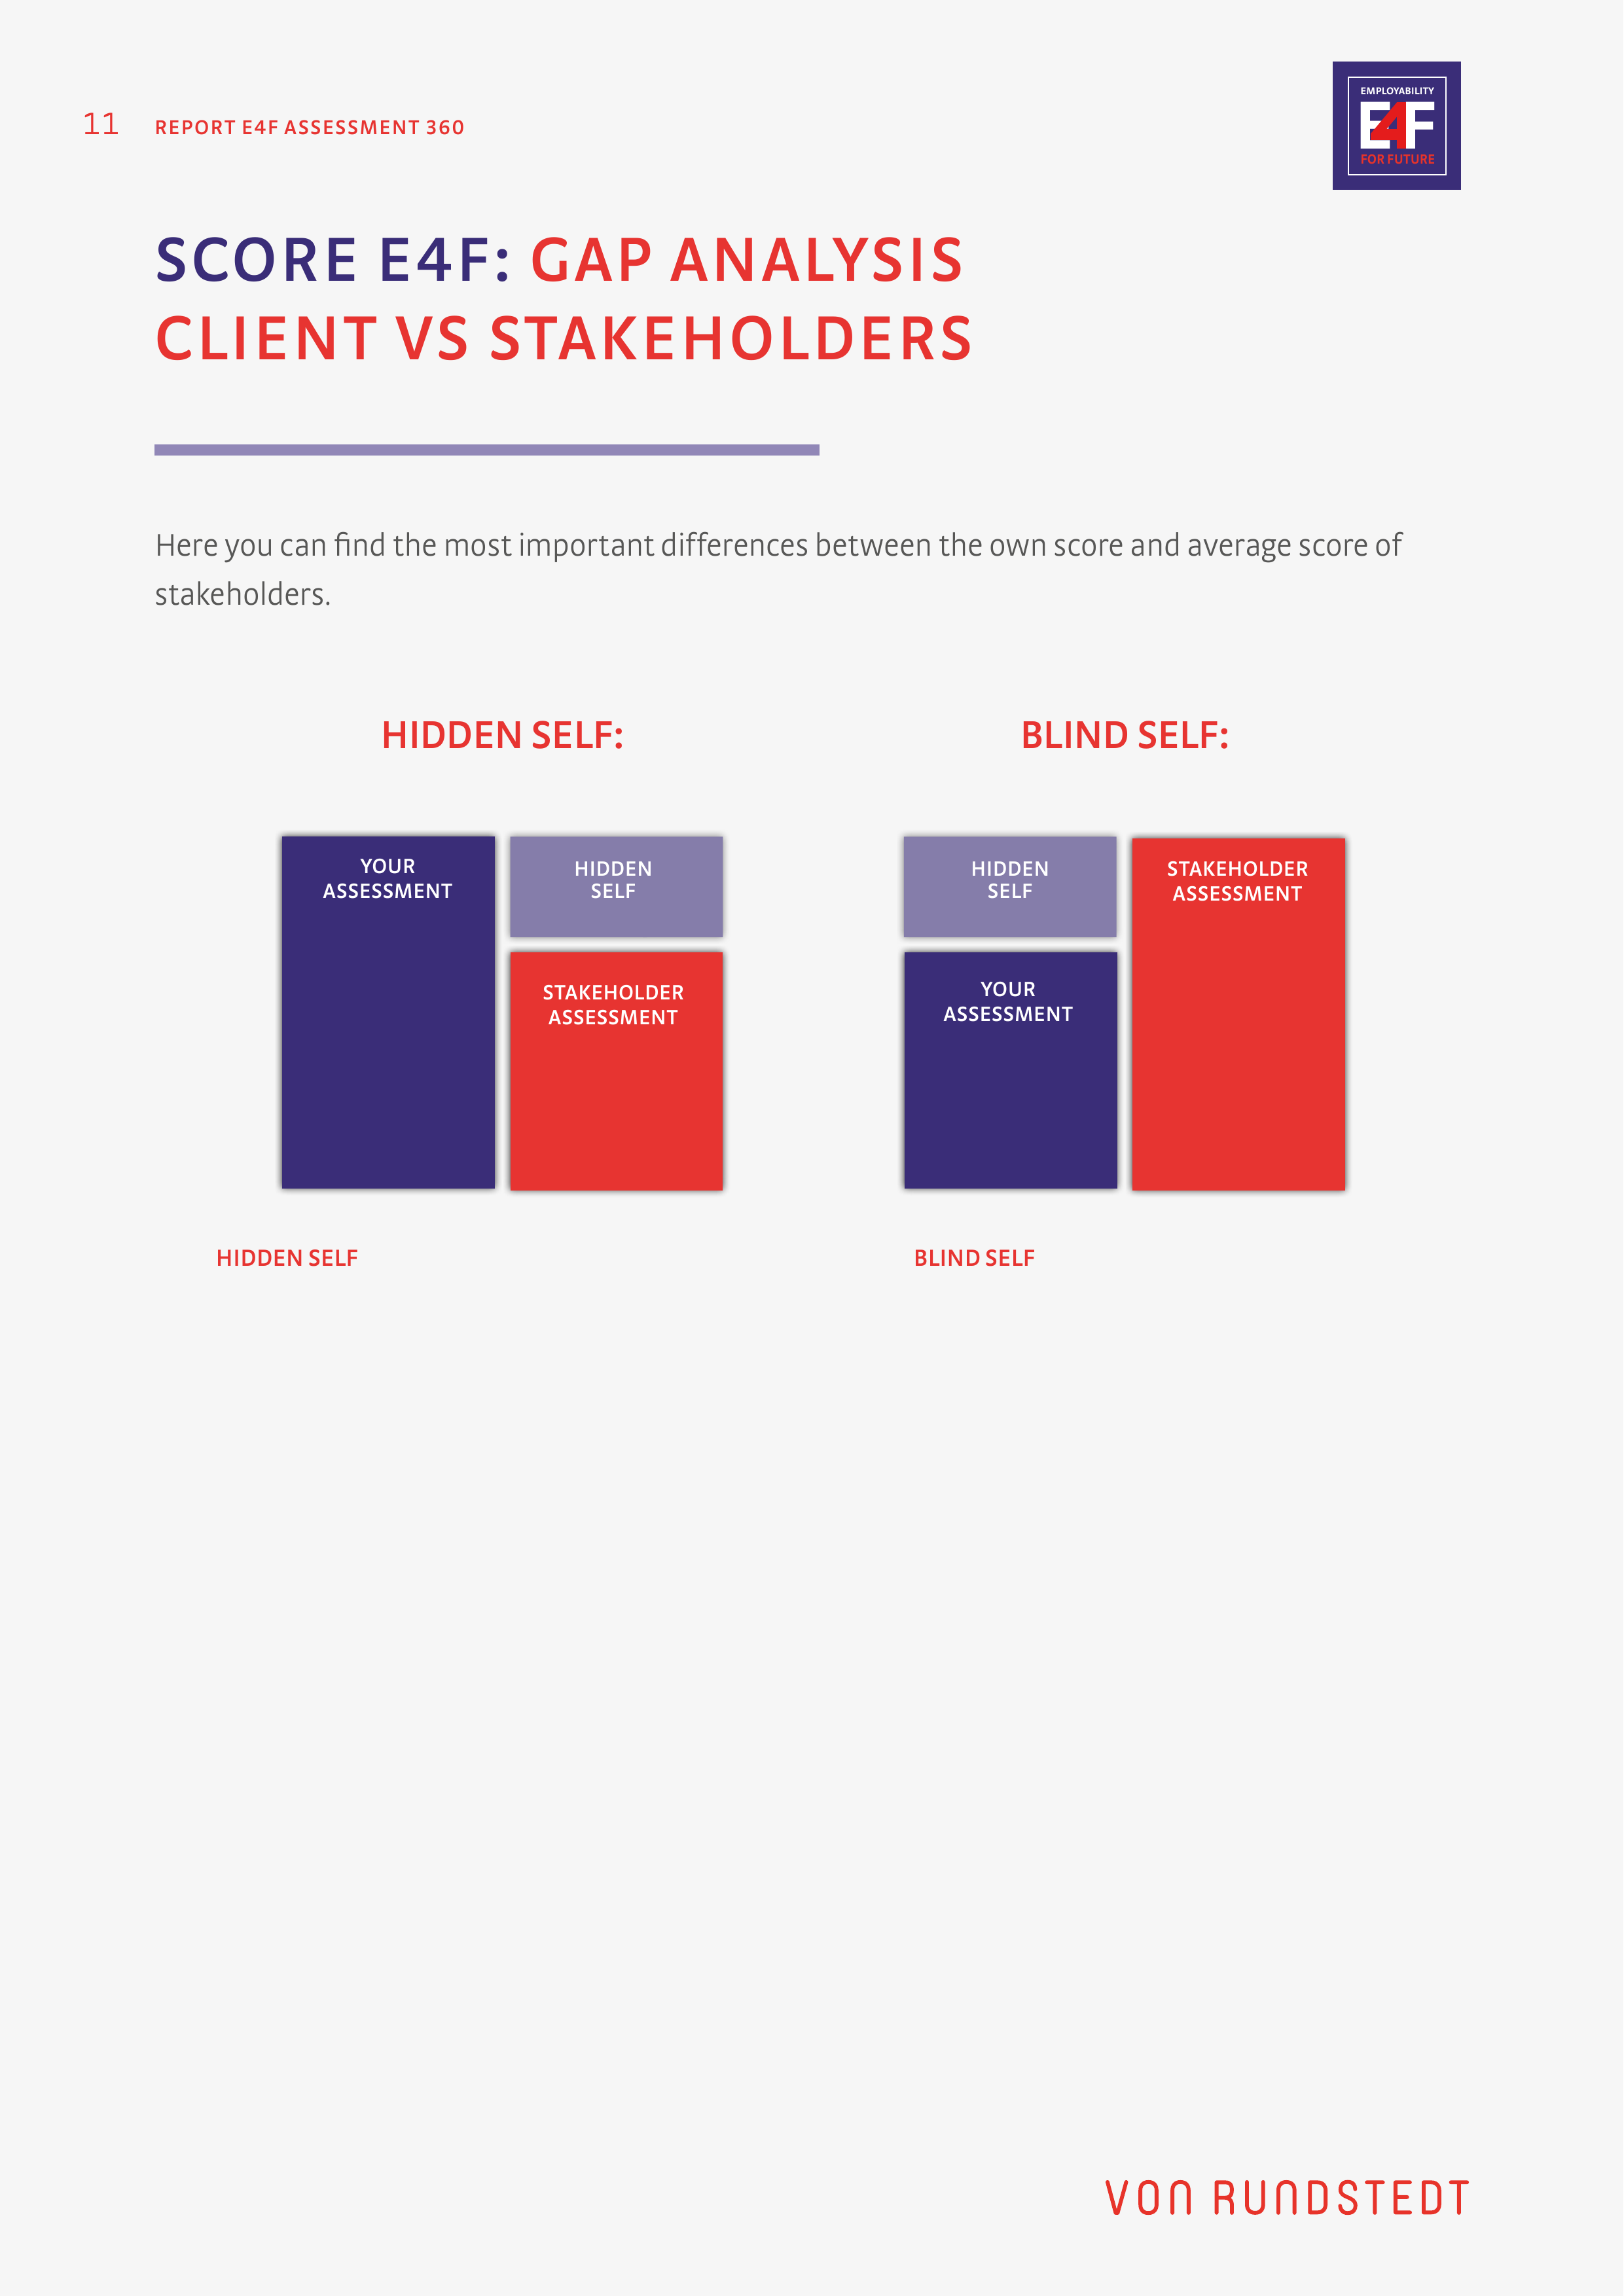 11 REPORT E4F ASSESSMENT 360
EMPLOYABILITY
E4F
FOR FUTURE
SCORE E4F: GAP ANALYSIS
CLIENT VS STAKEHOLDERS
Here you can find the most important differences between the own score and average score of
stakeholders.
HIDDEN SELF:
YOUR
ASSESSMENT
HIDDEN
SELF
STAKEHOLDER
ASSESSMENT
HIDDEN SELF
BLIND SELF:
HIDDEN
SELF
YOUR
ASSESSMENT
STAKEHOLDER
ASSESSMENT
BLIND SELF
VON RUNDSTEDT